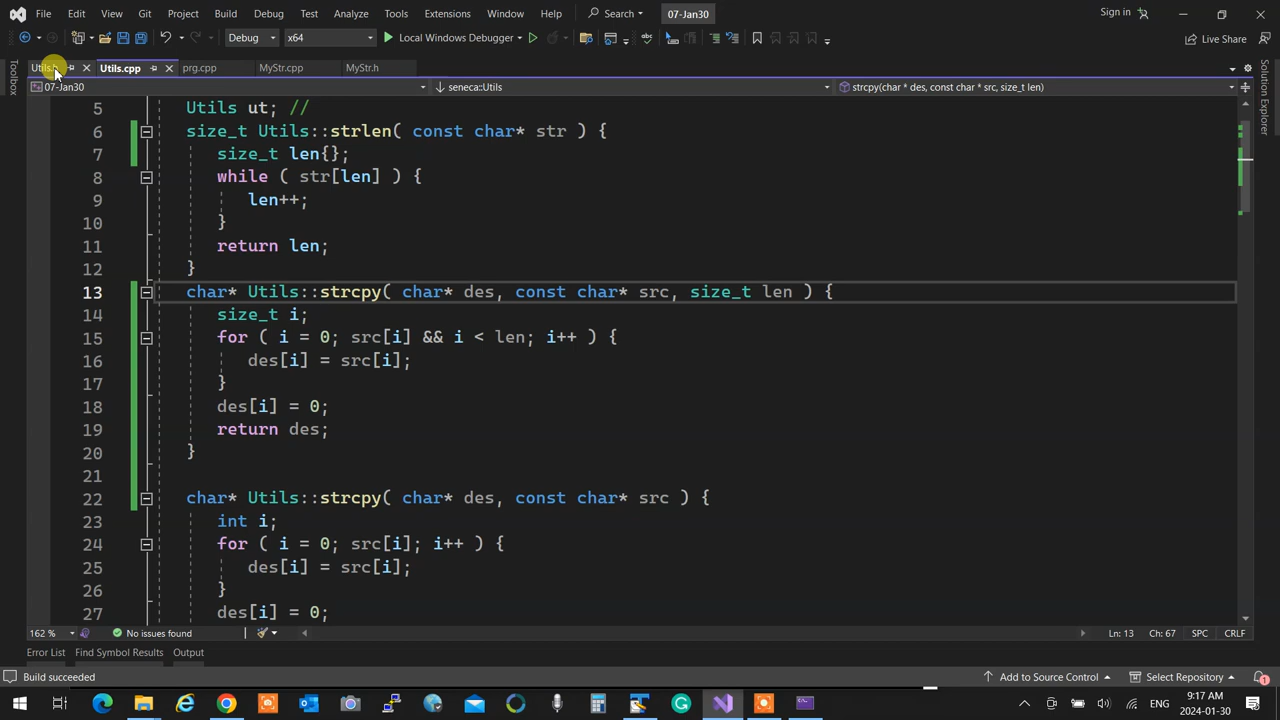 File Edit View Git Project Build Debug Test Analyze Tools Extensions Window Help Search 07-Jan30 Sign in
Debug x64 Local Windows Debugger Live Share
Utils.h Utils.cpp prg.cpp MyStr.cpp MyStr.h
07-Jan30 seneca::Utils strcpy(char * des, const char * src, size_t len)
Toolbox
Solution Explorer
5 Utils ut; //
6 size_t Utils::strlen( const char* str ) {
7 size_t len{};
8 while ( str[len] ) {
9 len++;
10 }
11 return len;
12 }
13 char* Utils::strcpy( char* des, const char* src, size_t len ) {
14 size_t i;
15 for ( i = 0; src[i] && i < len; i++ ) {
16 des[i] = src[i];
17 }
18 des[i] = 0;
19 return des;
20 }
21
22 char* Utils::strcpy( char* des, const char* src ) {
23 int i;
24 for ( i = 0; src[i]; i++ ) {
25 des[i] = src[i];
26 }
27 des[i] = 0;
162 % No issues found Ln: 13 Ch: 67 SPC CRLF
Error List Find Symbol Results Output
Build succeeded Add to Source Control Select Repository 1
ENG 9:17 AM
2024-01-30